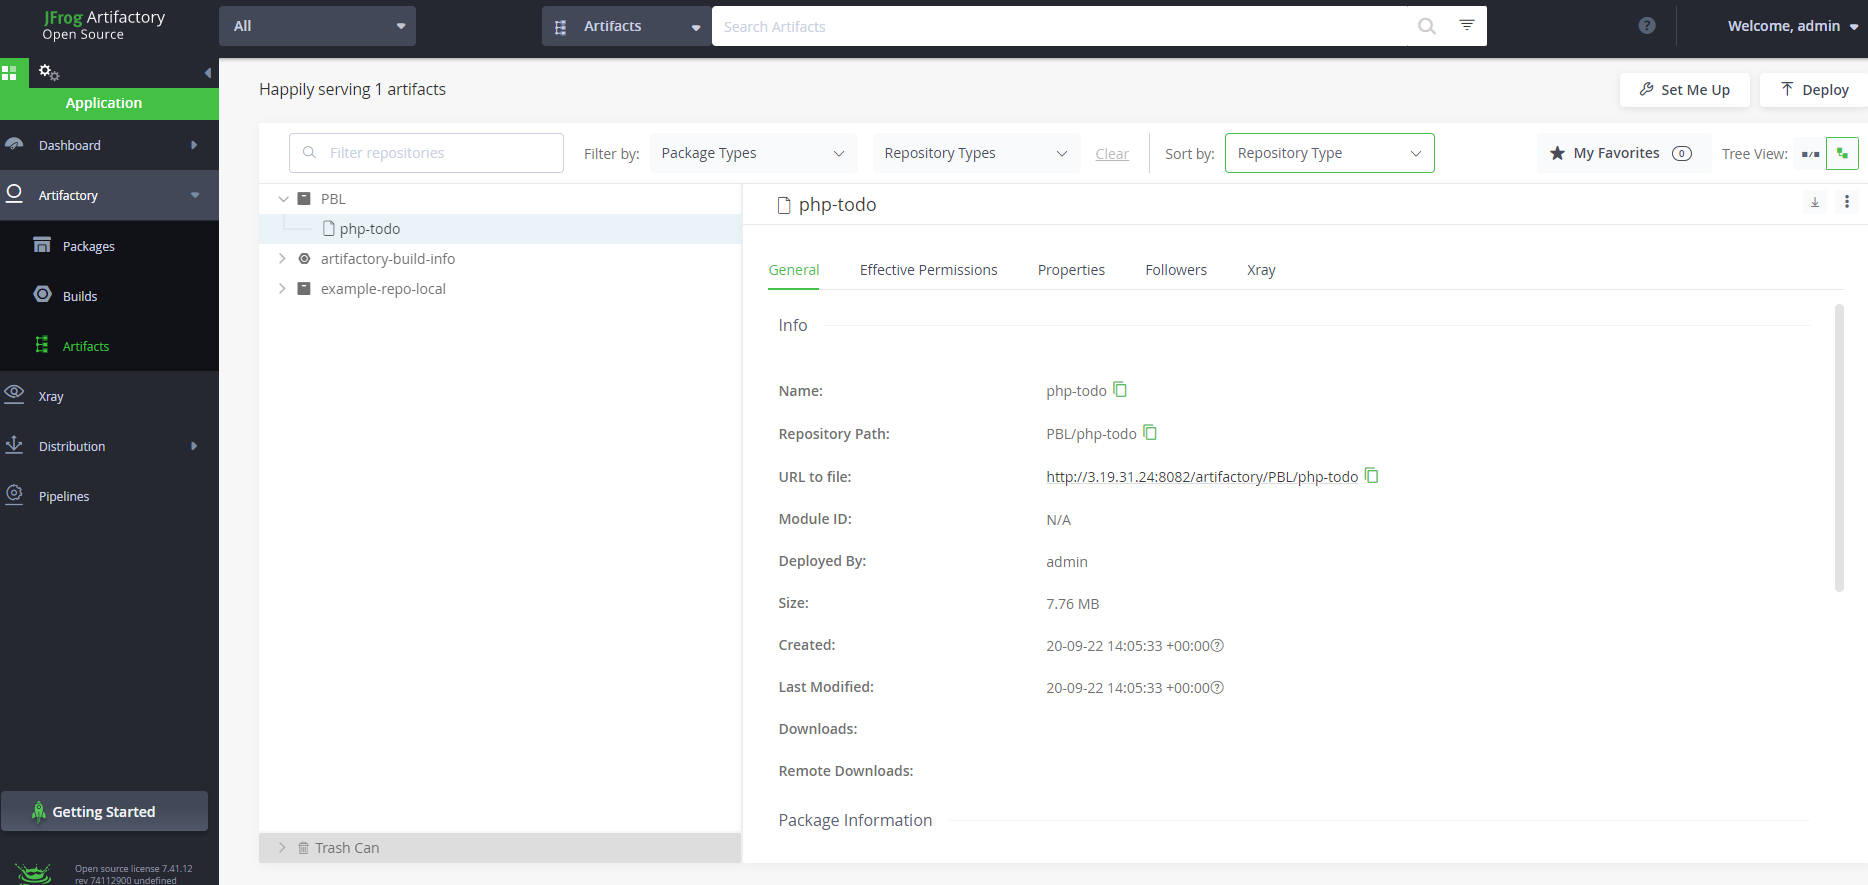 JFrog Artifactory
Open Source
All
Artifacts
Search Artifacts
?
Welcome, admin
Application
Dashboard
Artifactory
Packages
Builds
Artifacts
Xray
Distribution
Pipelines
Getting Started
Open source license 7.41.12
rev 74112900 undefined
Happily serving 1 artifacts
Set Me Up
Deploy
Filter repositories
Filter by:
Package Types
Repository Types
Clear
Sort by:
Repository Type
My Favorites 0
Tree View:
PBL
php-todo
artifactory-build-info
example-repo-local
Trash Can
php-todo
General
Effective Permissions
Properties
Followers
Xray
Info
Name: php-todo
Repository Path: PBL/php-todo
URL to file: http://3.19.31.24:8082/artifactory/PBL/php-todo
Module ID: N/A
Deployed By: admin
Size: 7.76 MB
Created: 20-09-22 14:05:33 +00:00
Last Modified: 20-09-22 14:05:33 +00:00
Downloads:
Remote Downloads:
Package Information